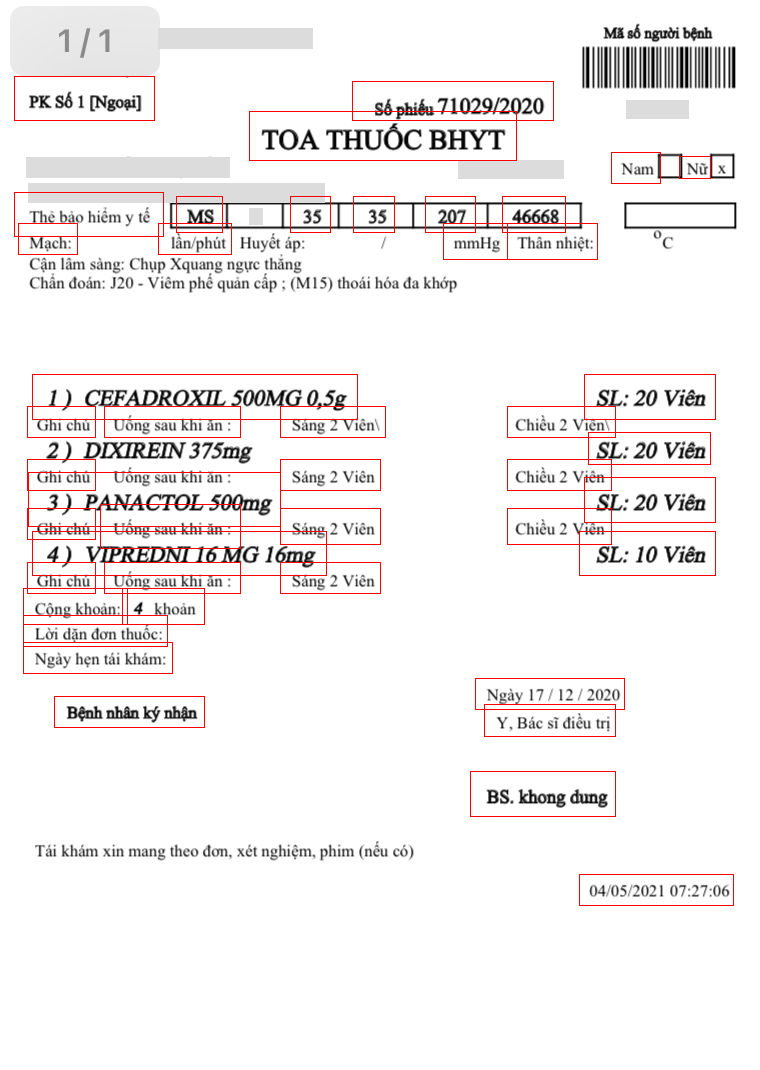 1 / 1
Mã số người bệnh
PK Số 1 [Ngoại]
Số phiếu 71029/2020
TOA THUỐC BHYT
Nam Nữ x
Thẻ bảo hiểm y tế MS 35 35 207 46668
Mạch: lần/phút Huyết áp: / mmHg Thân nhiệt: oC
Cận lâm sàng: Chụp Xquang ngực thẳng
Chẩn đoán: J20 - Viêm phế quản cấp ; (M15) thoái hóa đa khớp
1 ) CEFADROXIL 500MG 0,5g SL: 20 Viên
Ghi chú Uống sau khi ăn : Sáng 2 Viên\ Chiều 2 Viên\
2 ) DIXIREIN 375mg SL: 20 Viên
Ghi chú Uống sau khi ăn : Sáng 2 Viên Chiều 2 Viên
3 ) PANACTOL 500mg SL: 20 Viên
Ghi chú Uống sau khi ăn : Sáng 2 Viên Chiều 2 Viên
4 ) VIPREDNI 16 MG 16mg SL: 10 Viên
Ghi chú Uống sau khi ăn : Sáng 2 Viên
Cộng khoản: 4 khoản
Lời dặn đơn thuốc:
Ngày hẹn tái khám:
Ngày 17 / 12 / 2020
Bệnh nhân ký nhận
Y, Bác sĩ điều trị
BS. khong dung
Tái khám xin mang theo đơn, xét nghiệm, phim (nếu có)
04/05/2021 07:27:06